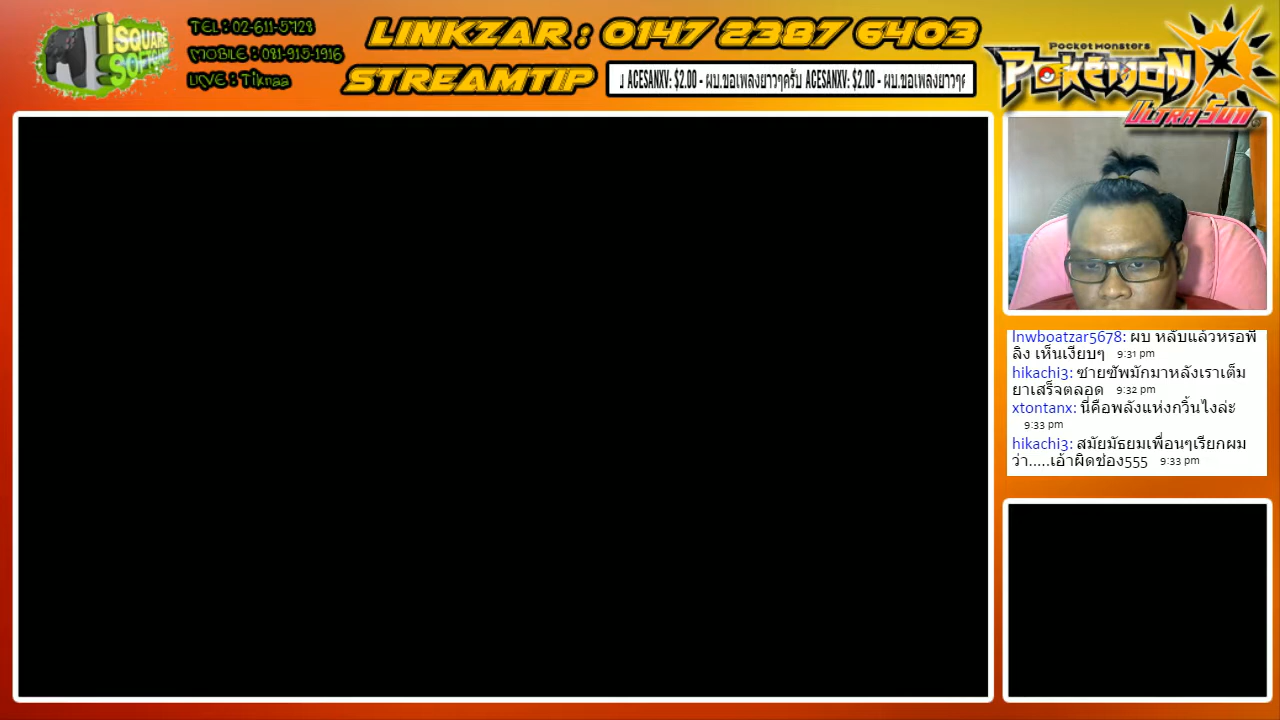 iSQUARE
SOFTGAME
TEL : 02-611-5728
MOBILE : 081-915-1916
LINE : Tiknaa
LINKZAR : 0147 2387 6403
STREAMTIP
AGESANXV: $2.00 - ผบ.ขอเพลงยาวๆครับ AGESANXV: $2.00 - ผบ.ขอเพลงยาวๆ
Pocket Monsters
POKÉMON
ULTRA SUN
lnwboatzar5678: ผบ หลับแล้วหรอพี่
ลิง เห็นเงียบๆ 9:31 pm
hikachi3: ซายซัพมักมาหลังเราเต็ม
ยาเสร็จตลอด 9:32 pm
xtontanx: นี่คือพลังแห่งกวิ้นไงล่ะ
9:33 pm
hikachi3: สมัยมัธยมเพื่อนๆเรียกผม
ว่า.....เอ้าผิดช่อง555 9:33 pm